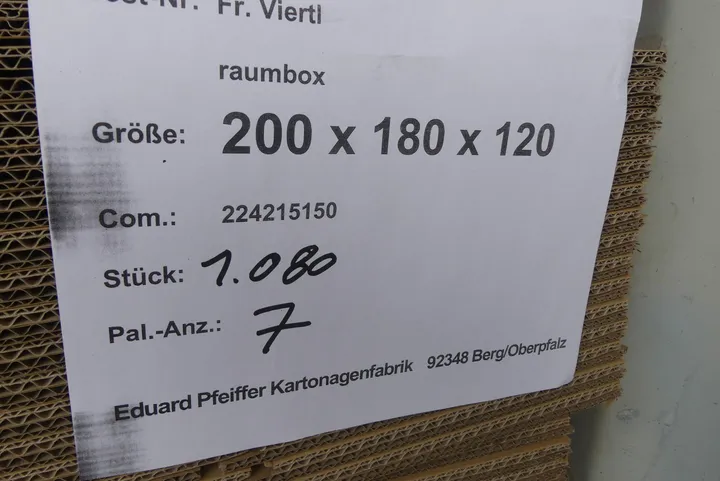 Fr. Viertl
raumbox
Größe: 200 x 180 x 120
Com.: 224215150
Stück: 1.080
Pal.-Anz.: 7
Eduard Pfeiffer Kartonagenfabrik 92348 Berg/Oberpfalz